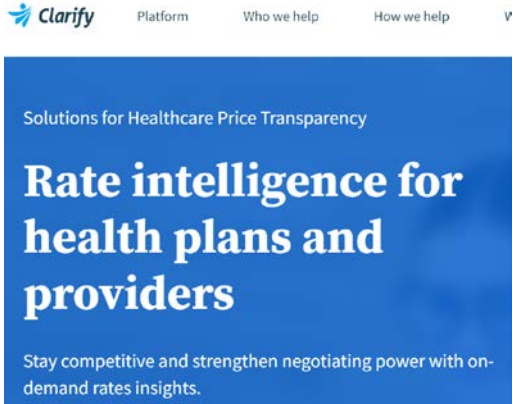 Clarify
Platform
Who we help
How we help
Solutions for Healthcare Price Transparency
Rate intelligence for
health plans and
providers
Stay competitive and strengthen negotiating power with on-
demand rates insights.